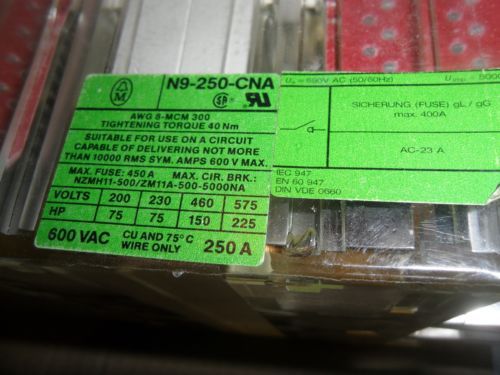 M
N9-250-CNA
SP
AWG 8-MCM 300
TIGHTENING TORQUE 40 Nm
SUITABLE FOR USE ON A CIRCUIT
CAPABLE OF DELIVERING NOT MORE
THAN 10000 RMS SYM. AMPS 600 V MAX.
MAX. FUSE: 450 A MAX. CIR. BRK.:
NZMH11-500/ZM11A-500-5000NA
VOLTS 200 230 460 575
HP 75 75 150 225
600 VAC CU AND 75°C WIRE ONLY 250 A
690V AC (50/60Hz)
SICHERUNG (FUSE) gL / gG
max. 400A
AC-23 A
IEC 947
EN 60 947
DIN VDE 0660